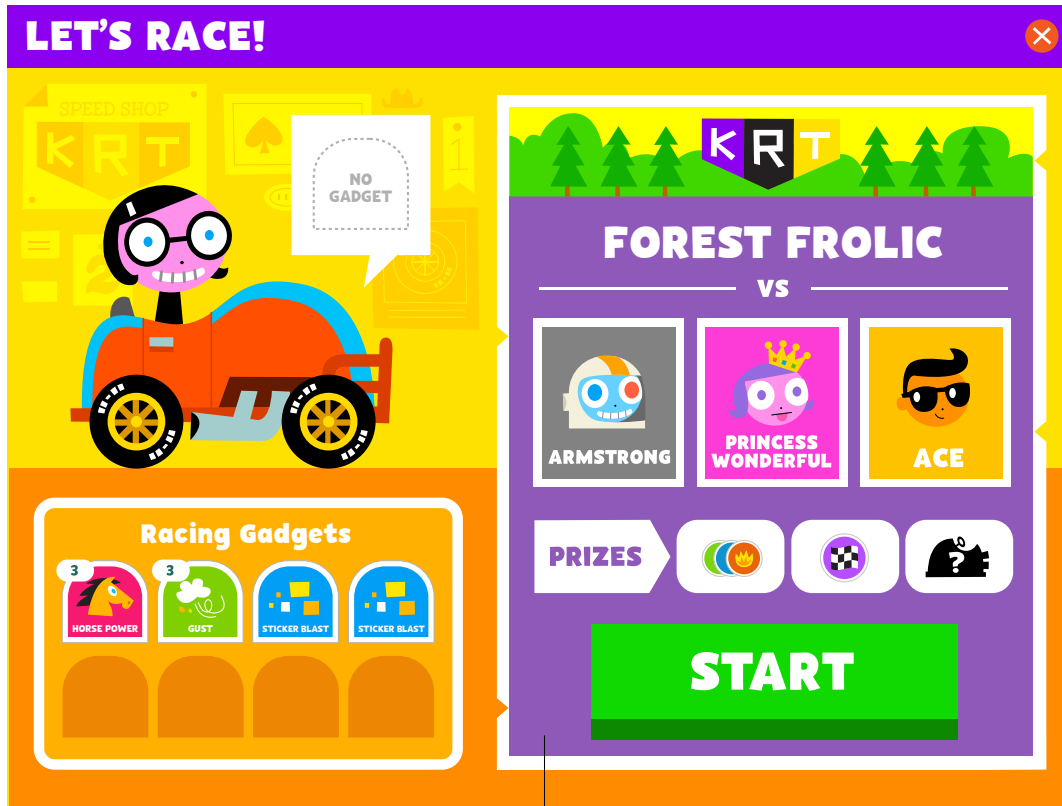 LET'S RACE!
SPEED SHOP
KRT
1
NO
GADGET
KRT
FOREST FROLIC
VS
ARMSTRONG
PRINCESS
WONDERFUL
ACE
PRIZES
?
START
Racing Gadgets
3
3
HORSE POWER
GUST
STICKER BLAST
STICKER BLAST